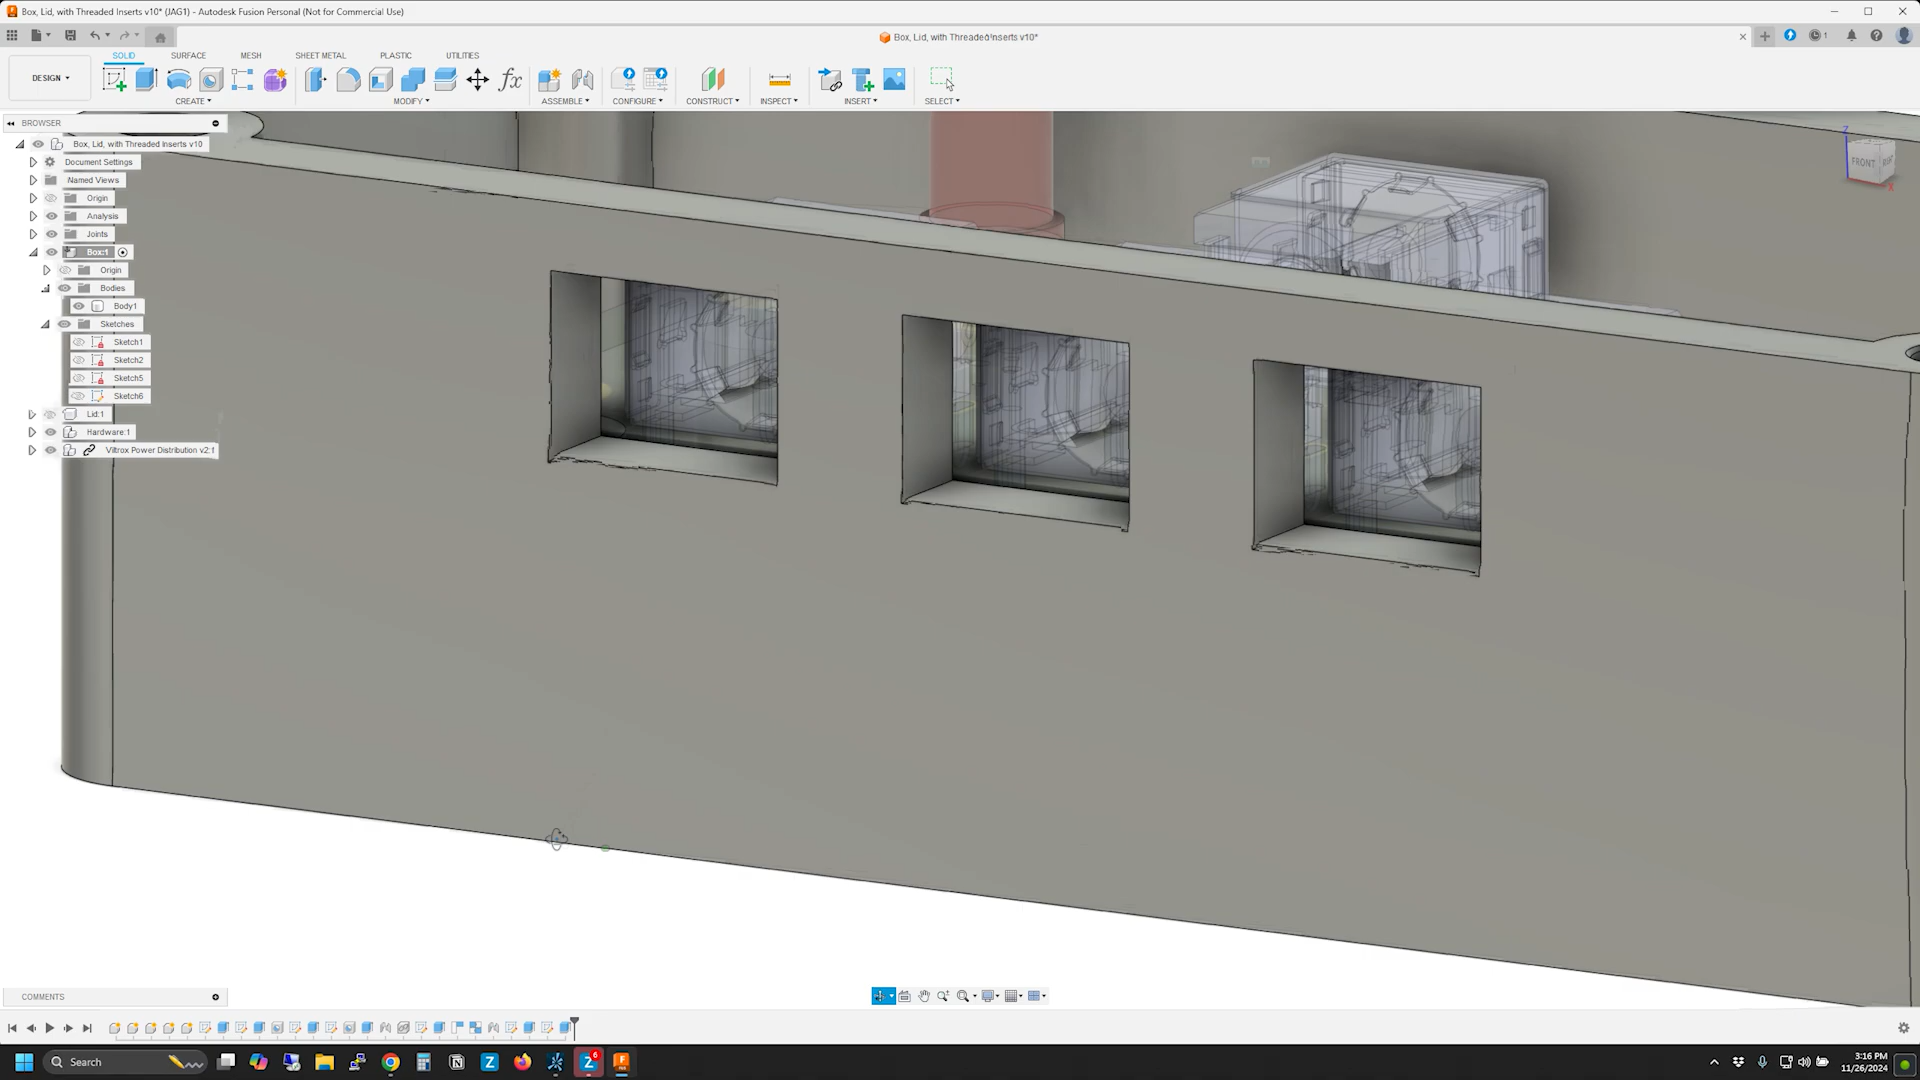 Box, Lid, with Threaded Inserts v10* (JAG1) - Autodesk Fusion Personal (Not for Commercial Use)
Box, Lid, with Threaded Inserts v10*
1
SOLID
SURFACE
MESH
SHEET METAL
PLASTIC
UTILITIES
DESIGN
fx
CREATE
MODIFY
ASSEMBLE
CONFIGURE
CONSTRUCT
INSPECT
INSERT
SELECT
BROWSER
Box, Lid, with Threaded Inserts v10
Document Settings
Named Views
Origin
Analysis
Joints
Box:1
Origin
Bodies
Body1
Sketches
Sketch1
Sketch2
Sketch5
Sketch6
Lid:1
Hardware:1
Viltrox Power Distribution v2:1
Z
FRONT
X
COMMENTS
Search
6
3:16 PM
11/26/2024